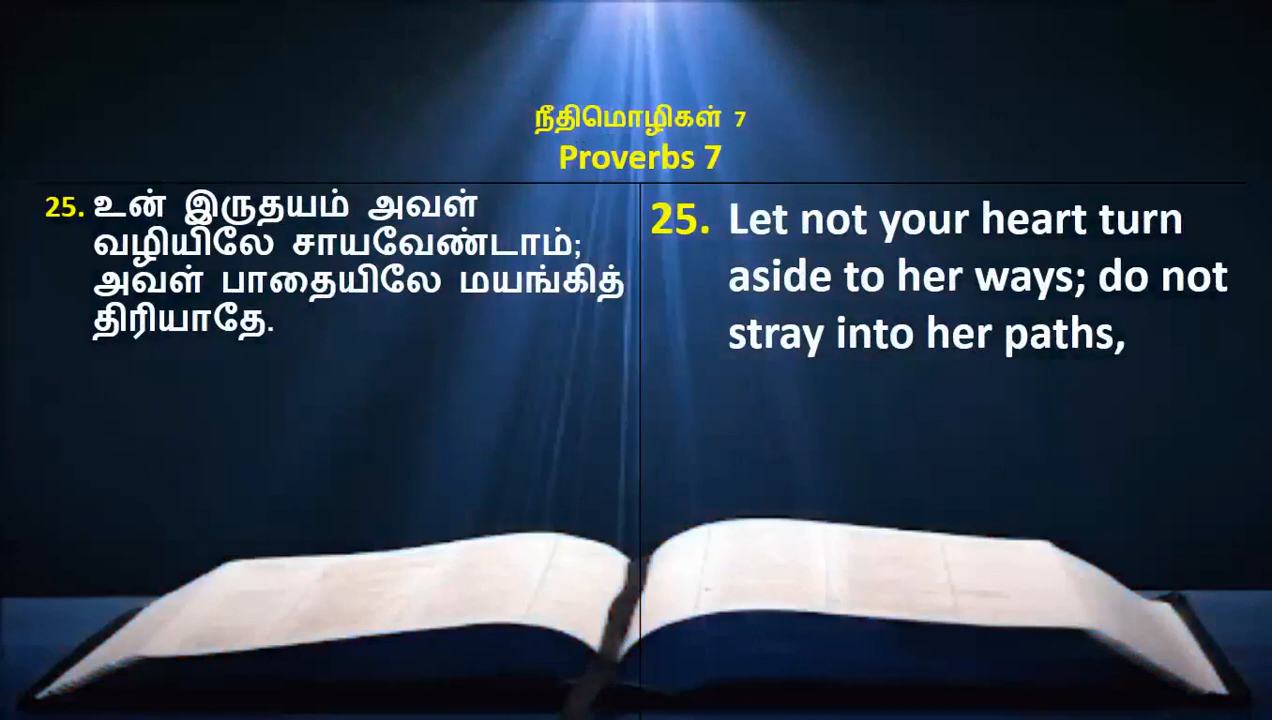 நீதிமொழிகள் 7
Proverbs 7
25. உன் இருதயம் அவள்
வழியிலே சாயவேண்டாம்;
அவள் பாதையிலே மயங்கித்
திரியாதே.
25. Let not your heart turn
aside to her ways; do not
stray into her paths,